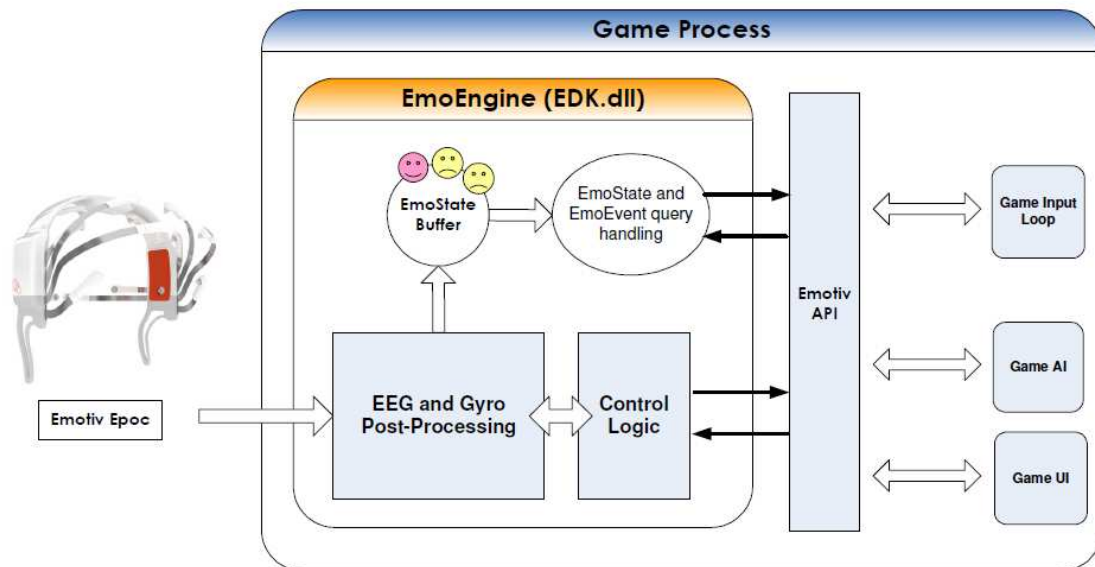 Game Process
EmoEngine (EDK.dll)
EmoState
Buffer
EmoState and
EmoEvent query
handling
Game Input
Loop
Emotiv
API
EEG and Gyro
Post-Processing
Control
Logic
Game AI
Emotiv Epoc
Game UI